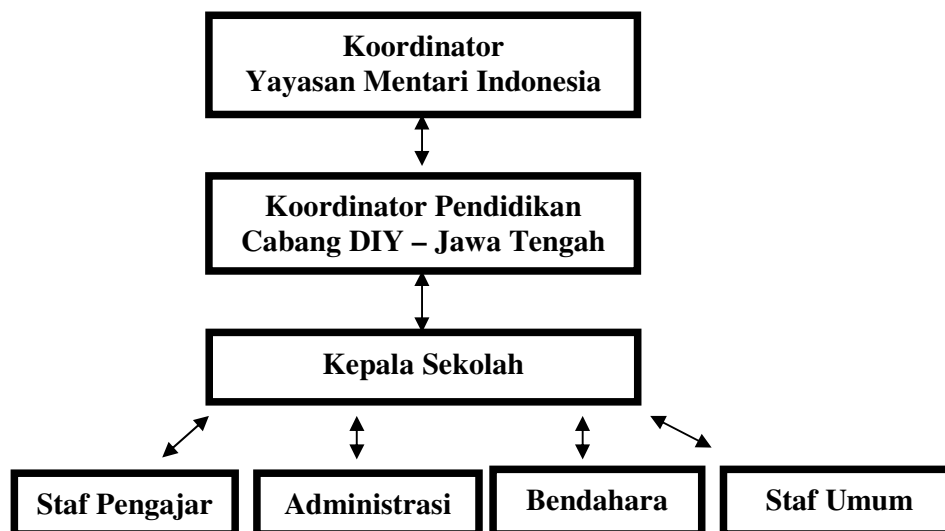 Koordinator
Yayasan Mentari Indonesia
Koordinator Pendidikan
Cabang DIY – Jawa Tengah
Kepala Sekolah
Staf Pengajar
Administrasi
Bendahara
Staf Umum